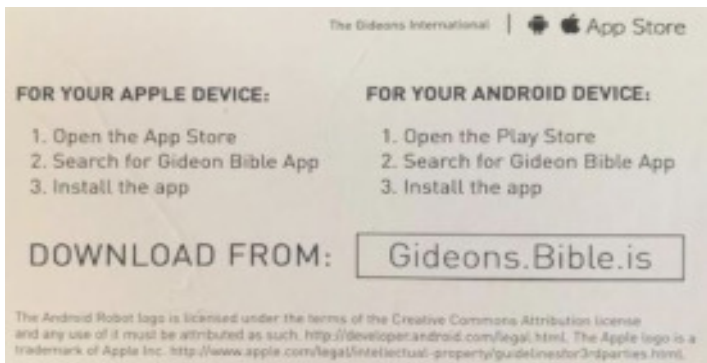 The Gideons International | App Store
FOR YOUR APPLE DEVICE:
1. Open the App Store
2. Search for Gideon Bible App
3. Install the app
FOR YOUR ANDROID DEVICE:
1. Open the Play Store
2. Search for Gideon Bible App
3. Install the app
DOWNLOAD FROM: Gideons.Bible.is
The Android Robot logo is licensed under the terms of the Creative Commons Attribution license
and any use of it must be attributed as such. http://developer.android.com/legal.html. The Apple logo is a
trademark of Apple Inc. http://www.apple.com/legal/intellectual-property/guidelinesfor3rdparties.html.